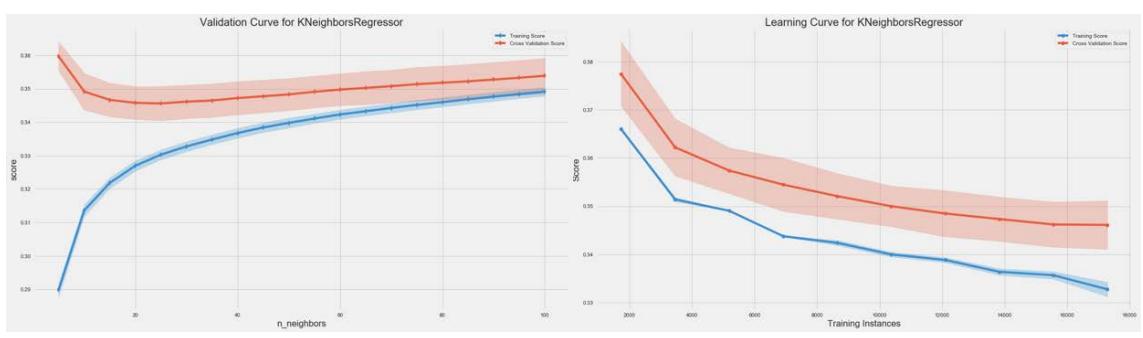 Validation Curve for KNeighborsRegressor
Training Score
Cross Validation Score
0.36
0.35
0.34
0.33
0.32
0.31
0.30
0.29
score
20
40
60
80
100
n_neighbors
Learning Curve for KNeighborsRegressor
Training Score
Cross Validation Score
0.38
0.37
0.36
0.35
0.34
0.33
Score
2000
4000
6000
8000
10000
12000
14000
16000
18000
Training Instances